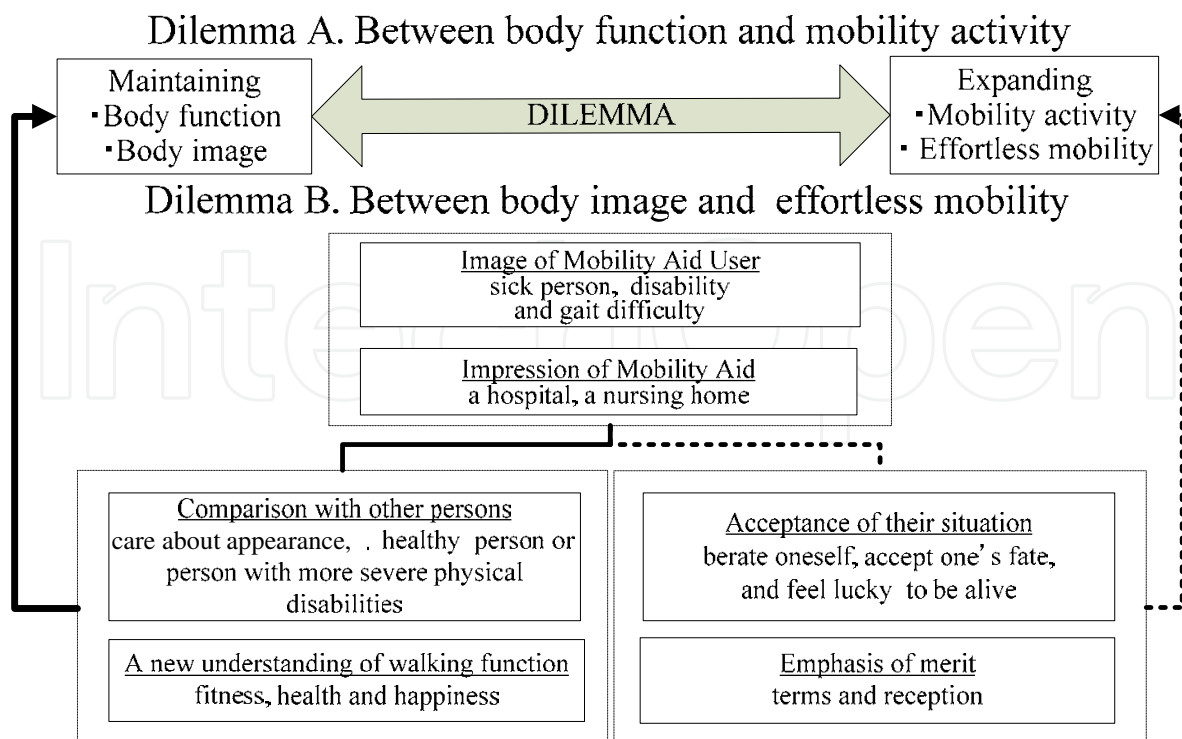 Dilemma A. Between body function and mobility activity
Maintaining
▪Body function
▪Body image
DILEMMA
Expanding
▪Mobility activity
▪Effortless mobility
Dilemma B. Between body image and effortless mobility
Image of Mobility Aid User
sick person, disability
and gait difficulty
Impression of Mobility Aid
a hospital, a nursing home
Comparison with other persons
care about appearance, . healthy person or
person with more severe physical
disabilities
A new understanding of walking function
fitness, health and happiness
Acceptance of their situation
berate oneself, accept one's fate,
and feel lucky to be alive
Emphasis of merit
terms and reception
IntechOpen